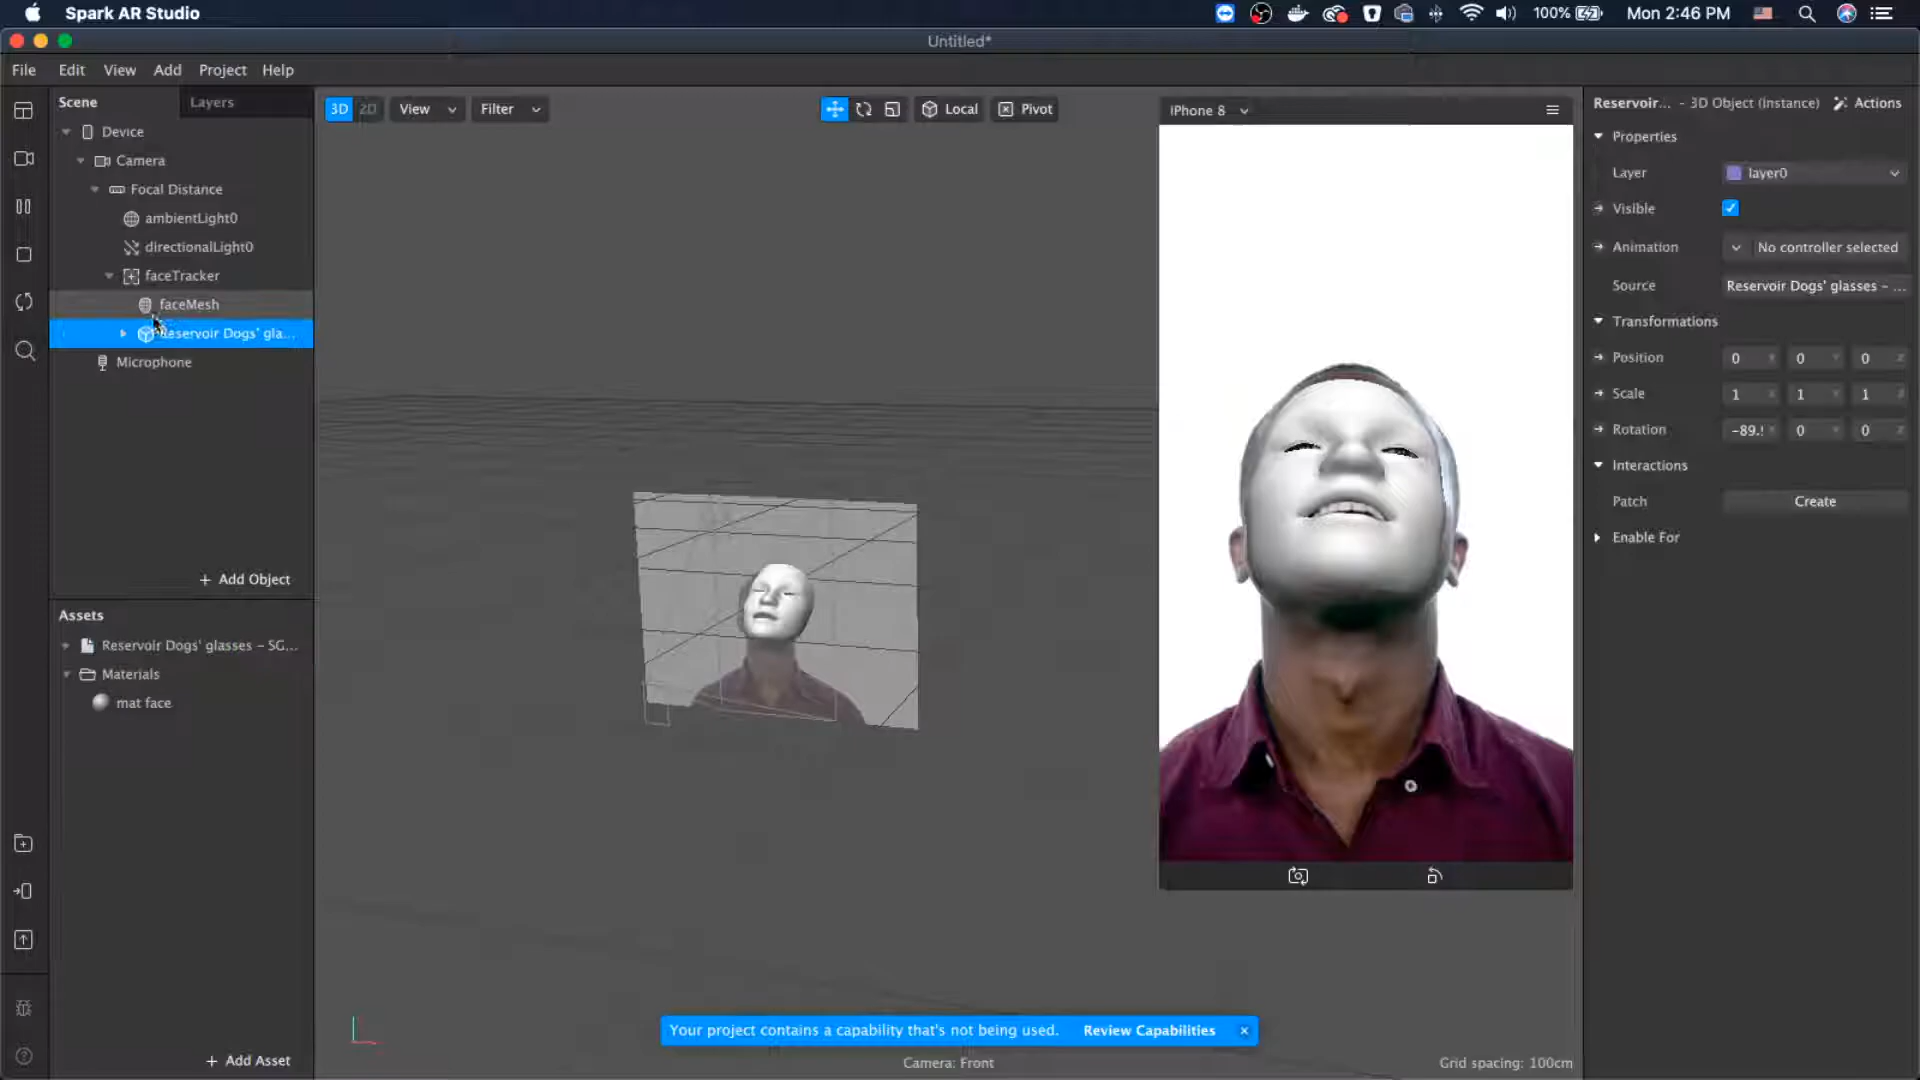 Spark AR Studio
100%
Mon 2:46 PM
Untitled*
File Edit View Add Project Help
Scene Layers
Device
Camera
Focal Distance
ambientLight0
directionalLight0
faceTracker
faceMesh
Reservoir Dogs' gla...
Microphone
+ Add Object
Assets
Reservoir Dogs' glasses – SG...
Materials
mat face
+ Add Asset
3D 2D View Filter Local Pivot
iPhone 8
Your project contains a capability that's not being used. Review Capabilities
Camera: Front
Grid spacing: 100cm
Reservoir... - 3D Object (Instance) Actions
Properties
Layer layer0
Visible
Animation No controller selected
Source Reservoir Dogs' glasses – ...
Transformations
Position 0 0 0
Scale 1 1 1
Rotation 0 0
Interactions
Patch Create
Enable For